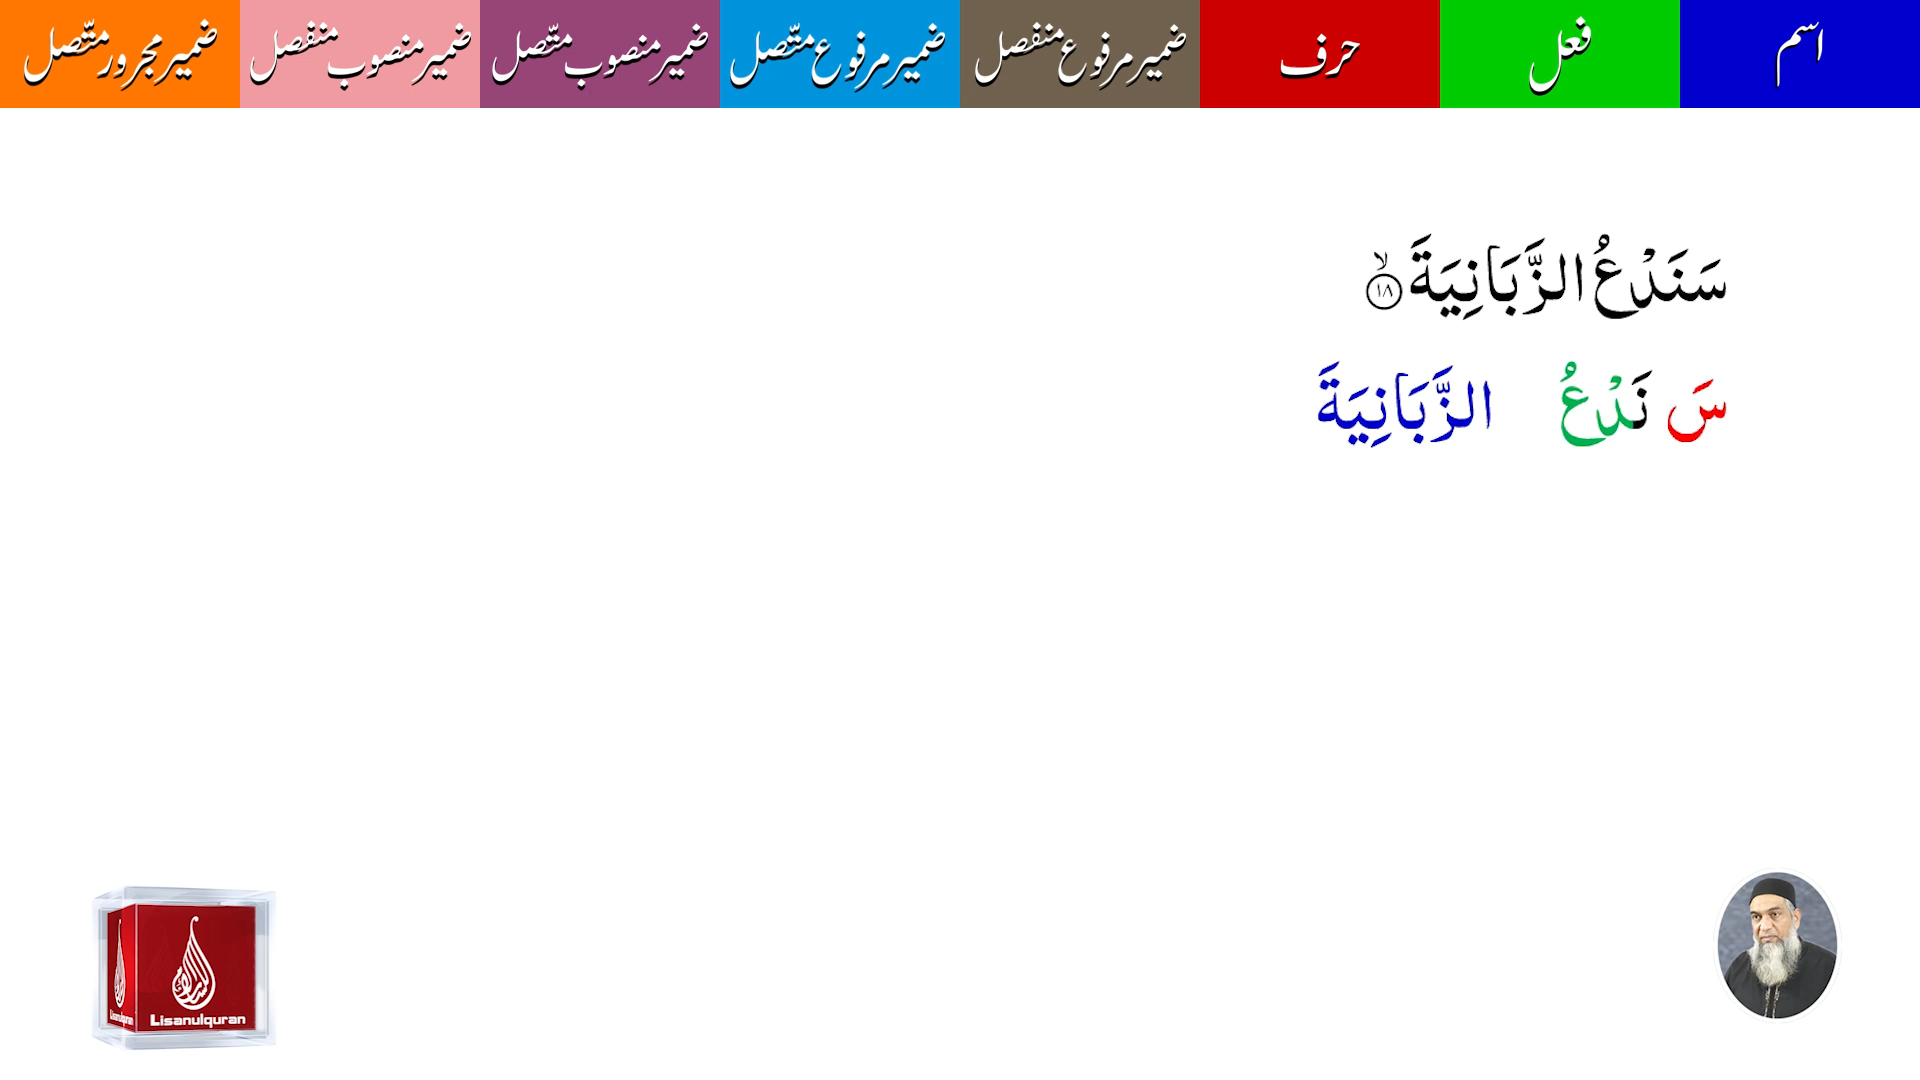 اسم فعل حرف ضمیر مرفوع منفصل ضمیر مرفوع متّصل ضمیر منصوب متّصل ضمیر منصوب منفصل ضمیر مجرور متّصل
سَنَدْعُ الزَّبَانِيَةَ ۙ‏﴿۱۸﴾
سَ نَدْعُ الزَّبَانِيَةَ
Lisanulquran